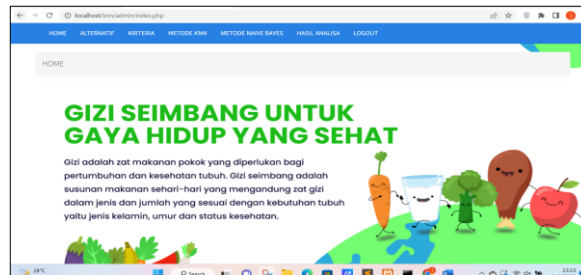 localhost/knn/admin/index.php
HOME ALTERNATIF KRITERIA METODE KNN METODE NAIVE BAYES HASIL ANALISA LOGOUT
HOME
GIZI SEIMBANG UNTUK
GAYA HIDUP YANG SEHAT
Gizi adalah zat makanan pokok yang diperlukan bagi
pertumbuhan dan kesehatan tubuh. Gizi seimbang adalah
susunan makanan sehari-hari yang mengandung zat gizi
dalam jenis dan jumlah yang sesuai dengan kebutuhan tubuh
yaitu jenis kelamin, umur dan status kesehatan.
28°C Search 23:23